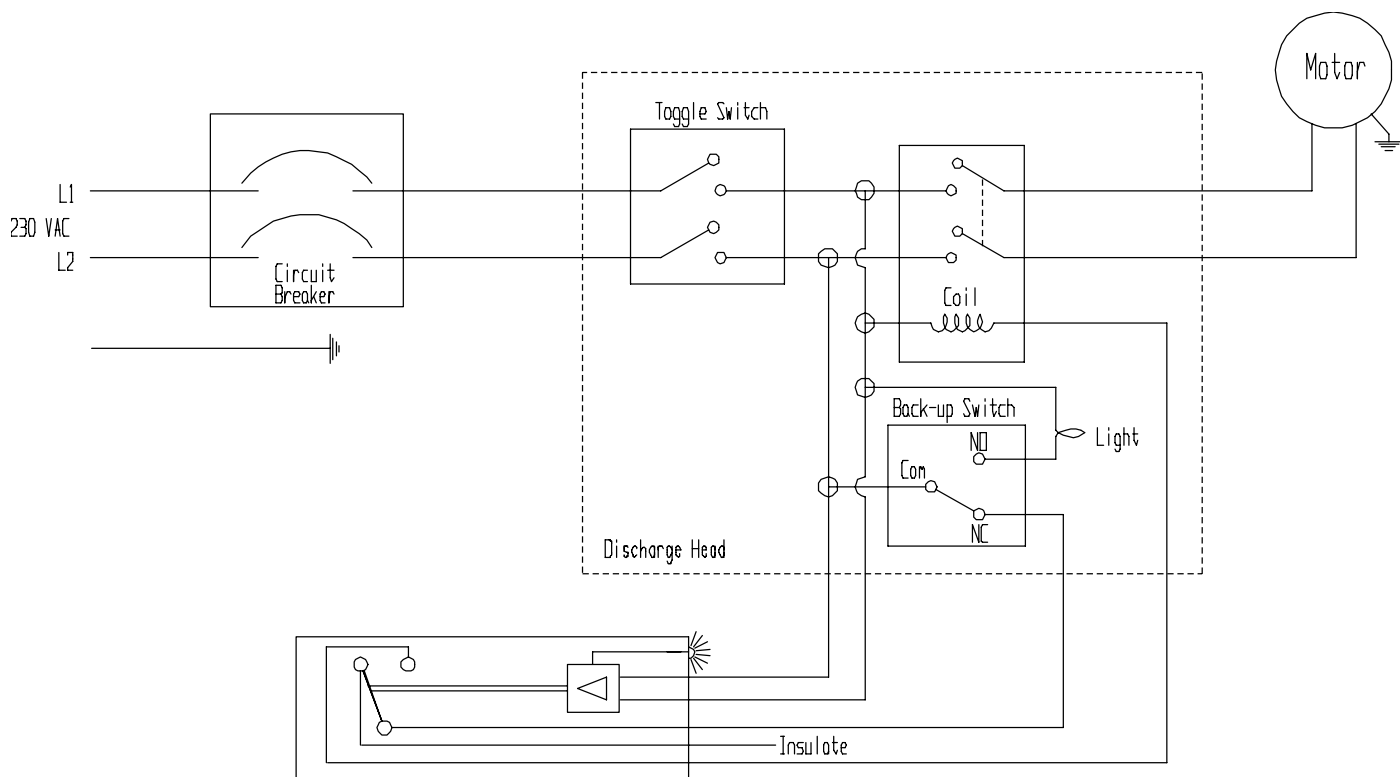 Motor
Toggle Switch
L1
230 VAC
L2
Circuit
Breaker
Coil
Back-up Switch
NO
Light
Com
NC
Discharge Head
Insulate